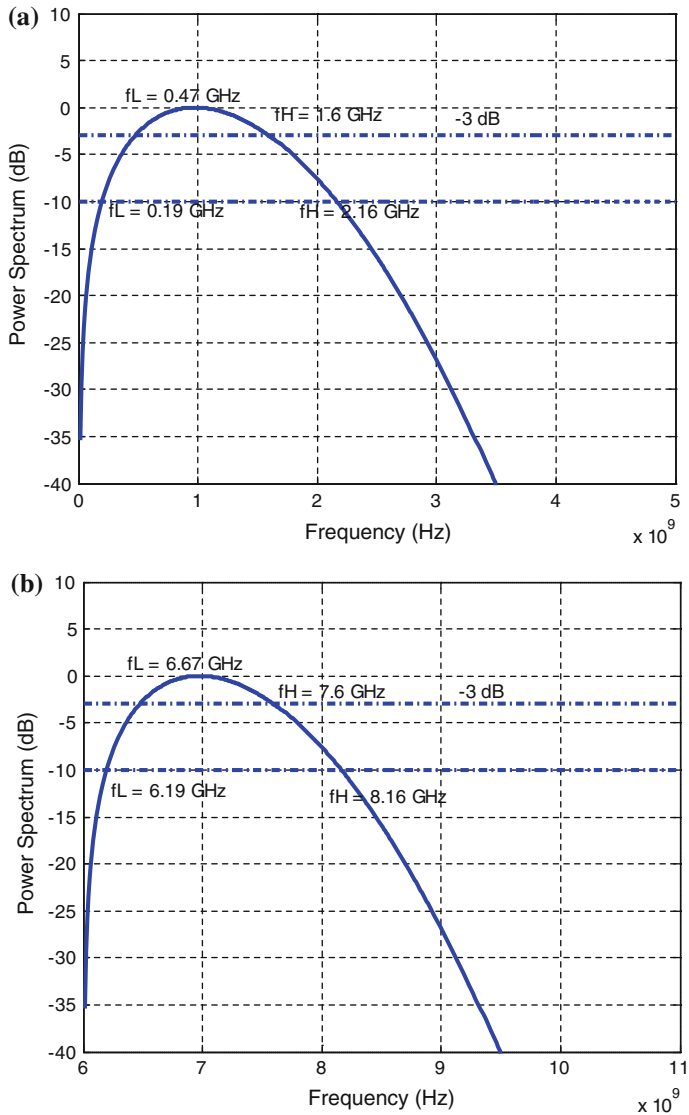 (a)
10
5
fL = 0.47 GHz
0
fH = 1.6 GHz
-3 dB
-5
-10
fL = 0.19 GHz
fH = 2.16 GHz
-15
-20
-25
-30
-35
-40
Power Spectrum (dB)
0 1 2 3 4 5
Frequency (Hz)
x 10^9
(b)
10
5
fL = 6.67 GHz
0
fH = 7.6 GHz
-3 dB
-5
-10
fL = 6.19 GHz
fH = 8.16 GHz
-15
-20
-25
-30
-35
-40
Power Spectrum (dB)
6 7 8 9 10 11
Frequency (Hz)
x 10^9